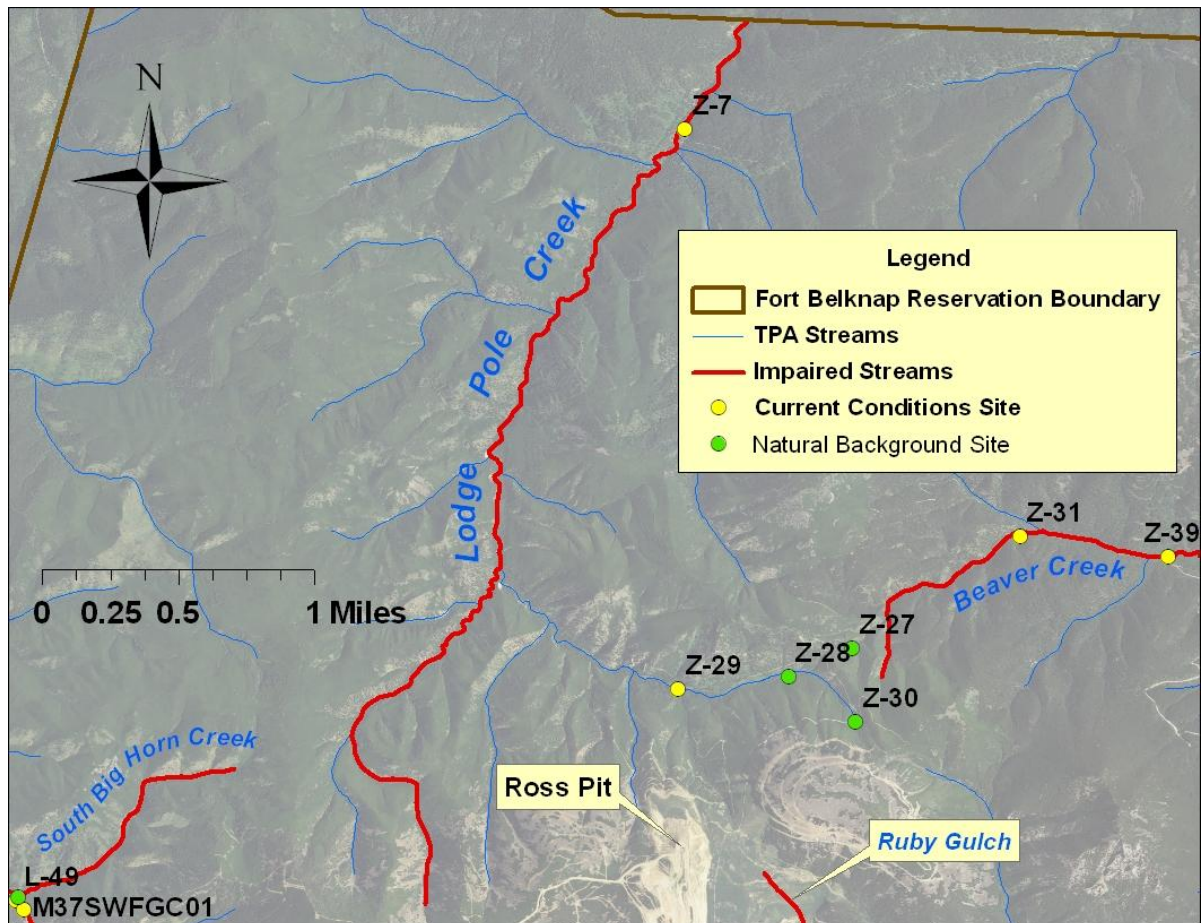 N
Z-7
Creek
Pole
Lodge
Legend
Fort Belknap Reservation Boundary
TPA Streams
Impaired Streams
Current Conditions Site
Natural Background Site
Z-31
Z-39
Beaver Creek
0 0.25 0.5 1 Miles
Z-27
Z-28
Z-29
Z-30
South Big Horn Creek
Ross Pit
Ruby Gulch
L-49
M37SWFGC01